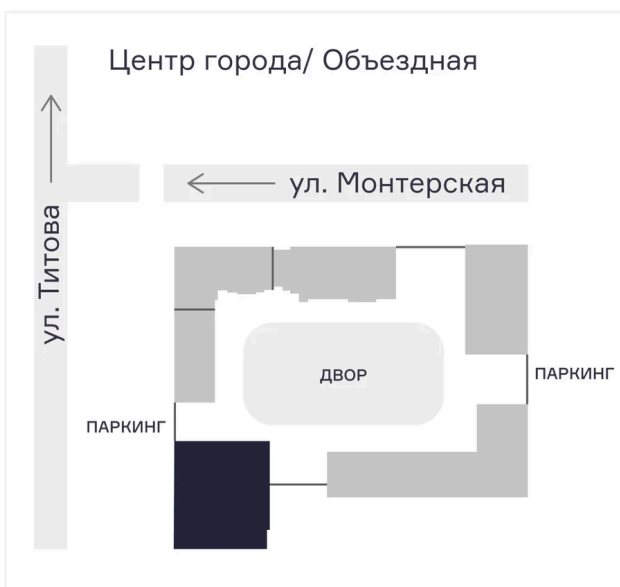 Центр города/ Объездная
ул. Монтерская
ул. Титова
ДВОР
ПАРКИНГ
ПАРКИНГ